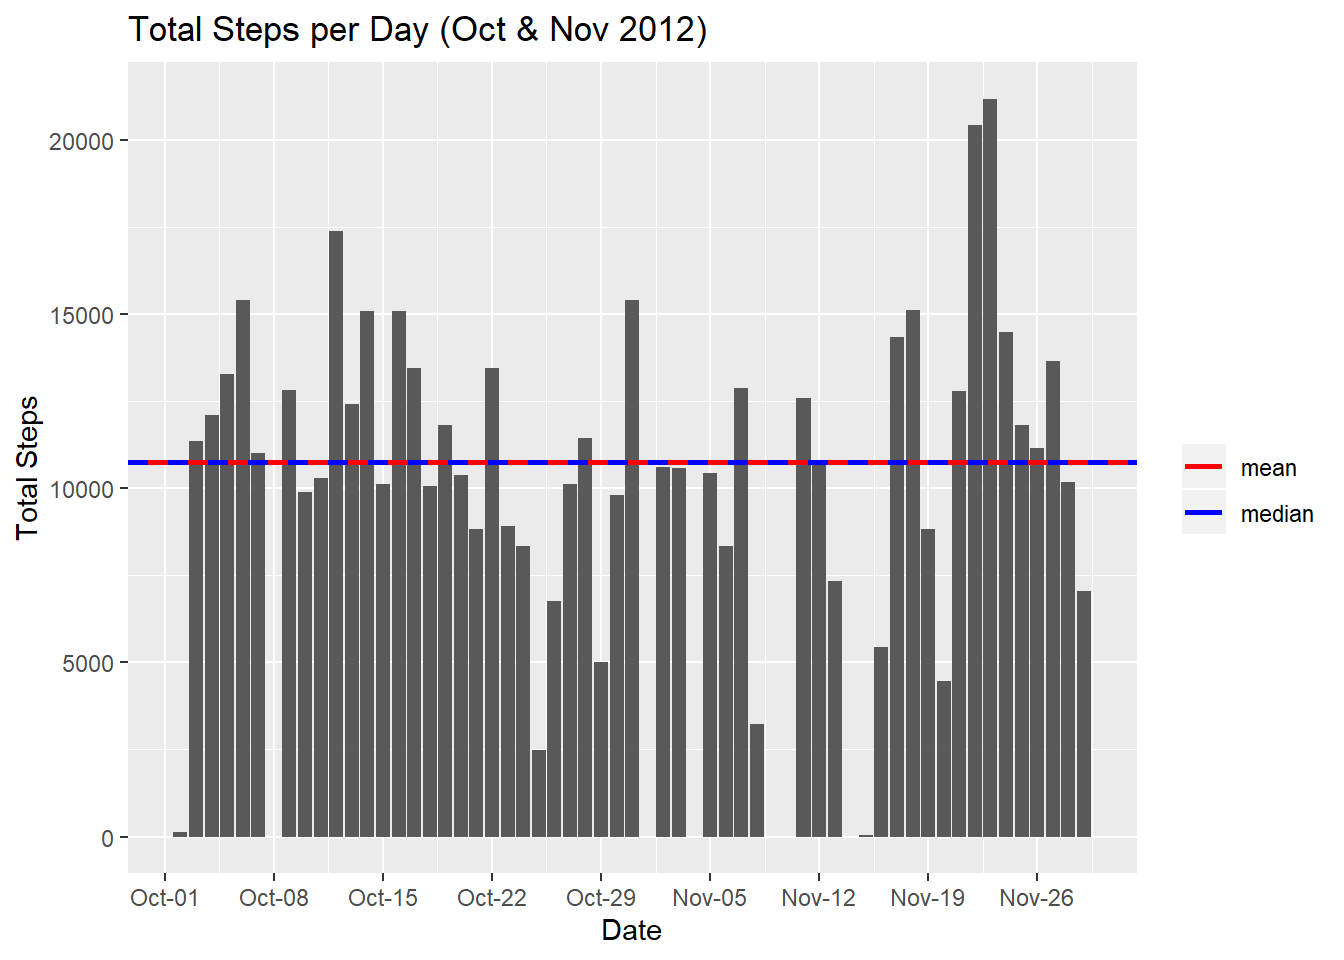 Total Steps per Day (Oct & Nov 2012)
Total Steps
20000
15000
10000
5000
0
Oct-01 Oct-08 Oct-15 Oct-22 Oct-29 Nov-05 Nov-12 Nov-19 Nov-26
Date
mean
median